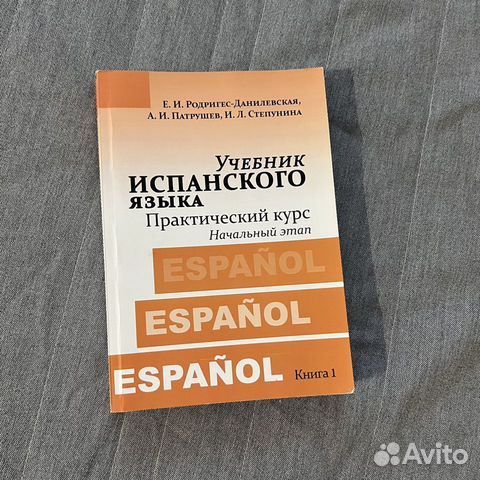 Е. И. Родригес-Данилевская,
А. И. Патрушев, И. Л. Степунина
Учебник
ИСПАНСКОГО
ЯЗЫКА
Практический курс
Начальный этап
ESPAÑOL
ESPAÑOL
ESPAÑOL
Книга 1
Avito